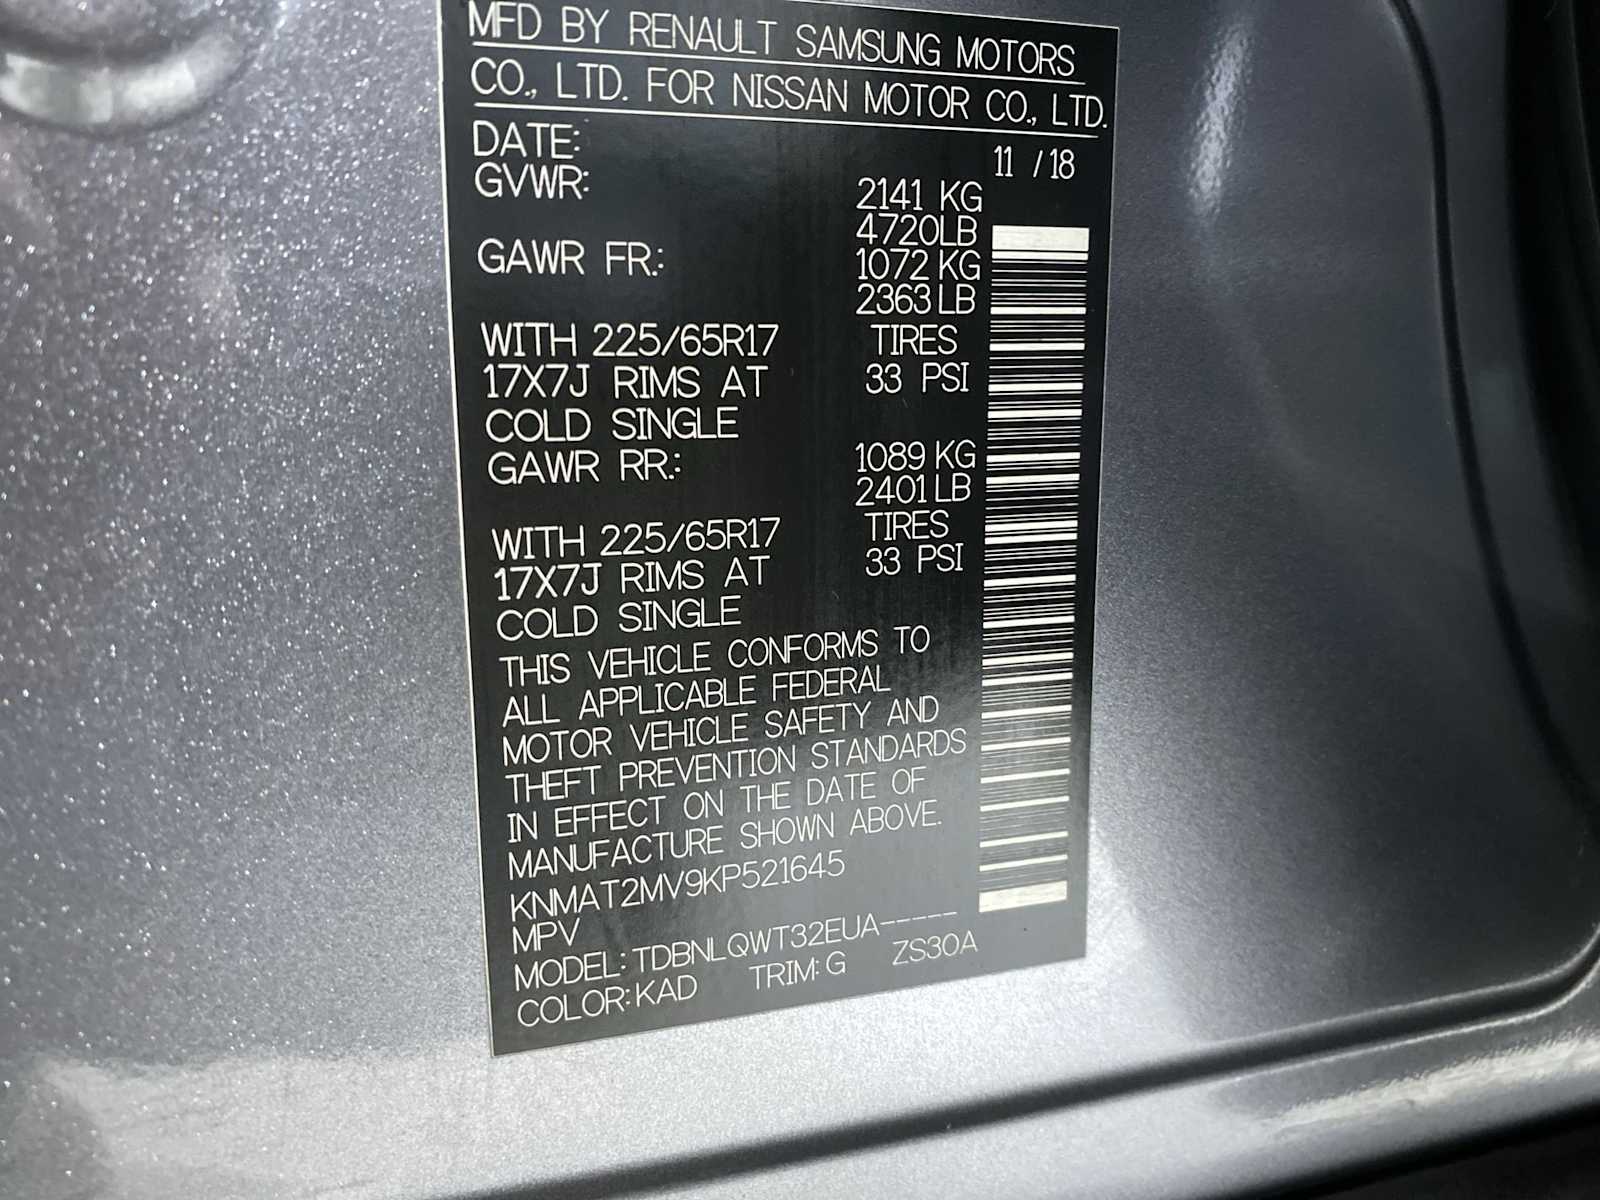 MFD BY RENAULT SAMSUNG MOTORS
CO., LTD. FOR NISSAN MOTOR CO., LTD.
DATE: 11 / 18
GVWR: 2141 KG
4720LB
GAWR FR.: 1072 KG
2363 LB
WITH 225/65R17 TIRES
17X7J RIMS AT 33 PSI
COLD SINGLE
GAWR RR.: 1089 KG
2401 LB
WITH 225/65R17 TIRES
17X7J RIMS AT 33 PSI
COLD SINGLE
THIS VEHICLE CONFORMS TO
ALL APPLICABLE FEDERAL
MOTOR VEHICLE SAFETY AND
THEFT PREVENTION STANDARDS
IN EFFECT ON THE DATE OF
MANUFACTURE SHOWN ABOVE.
KNMAT2MV9KP521645
MPV
MODEL: TDBNLQWT32EUA-----
COLOR: KAD TRIM: G ZS30A